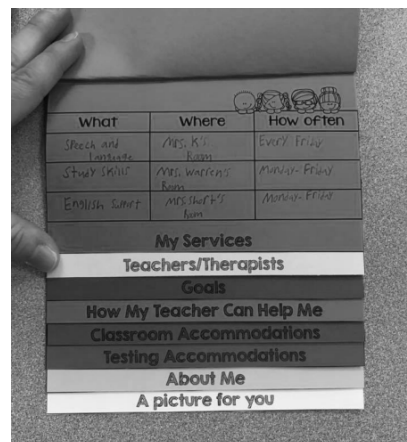 What Where How often
Speech and Language Mrs. K's Room Every Friday
Study Skills Mrs. Warren's Room Monday-Friday
English Mrs. Room Monday-Friday
My Services
Teachers/Therapists
Goals
How My Teacher Can Help Me
Classroom Accommodations
Testing Accommodations
About Me
A picture for you